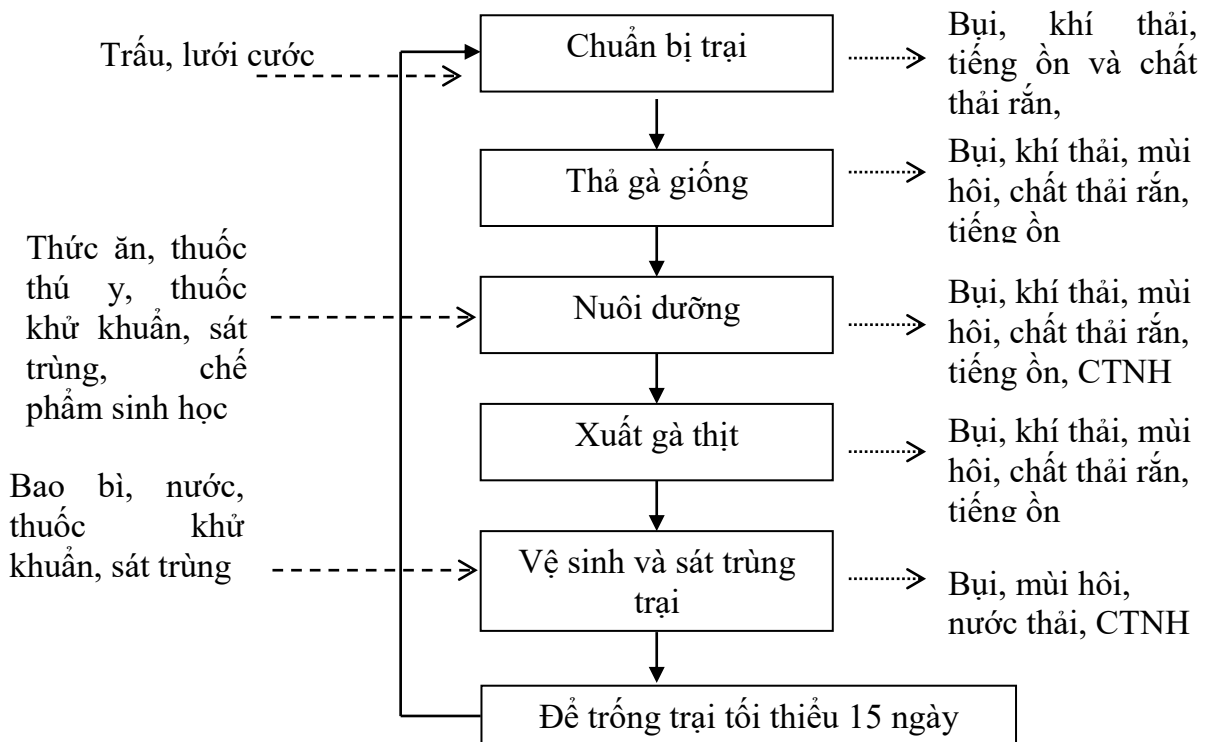 Trấu, lưới cước
Chuẩn bị trại
Bụi, khí thải,
tiếng ồn và chất
thải rắn,
Thả gà giống
Bụi, khí thải, mùi
hôi, chất thải rắn,
tiếng ồn
Thức ăn, thuốc
thú y, thuốc
khử khuẩn, sát
trùng, chế
phẩm sinh học
Nuôi dưỡng
Bụi, khí thải, mùi
hôi, chất thải rắn,
tiếng ồn, CTNH
Xuất gà thịt
Bụi, khí thải, mùi
hôi, chất thải rắn,
tiếng ồn
Bao bì, nước,
thuốc khử
khuẩn, sát trùng
Vệ sinh và sát trùng
trại
Bụi, mùi hôi,
nước thải, CTNH
Để trống trại tối thiểu 15 ngày